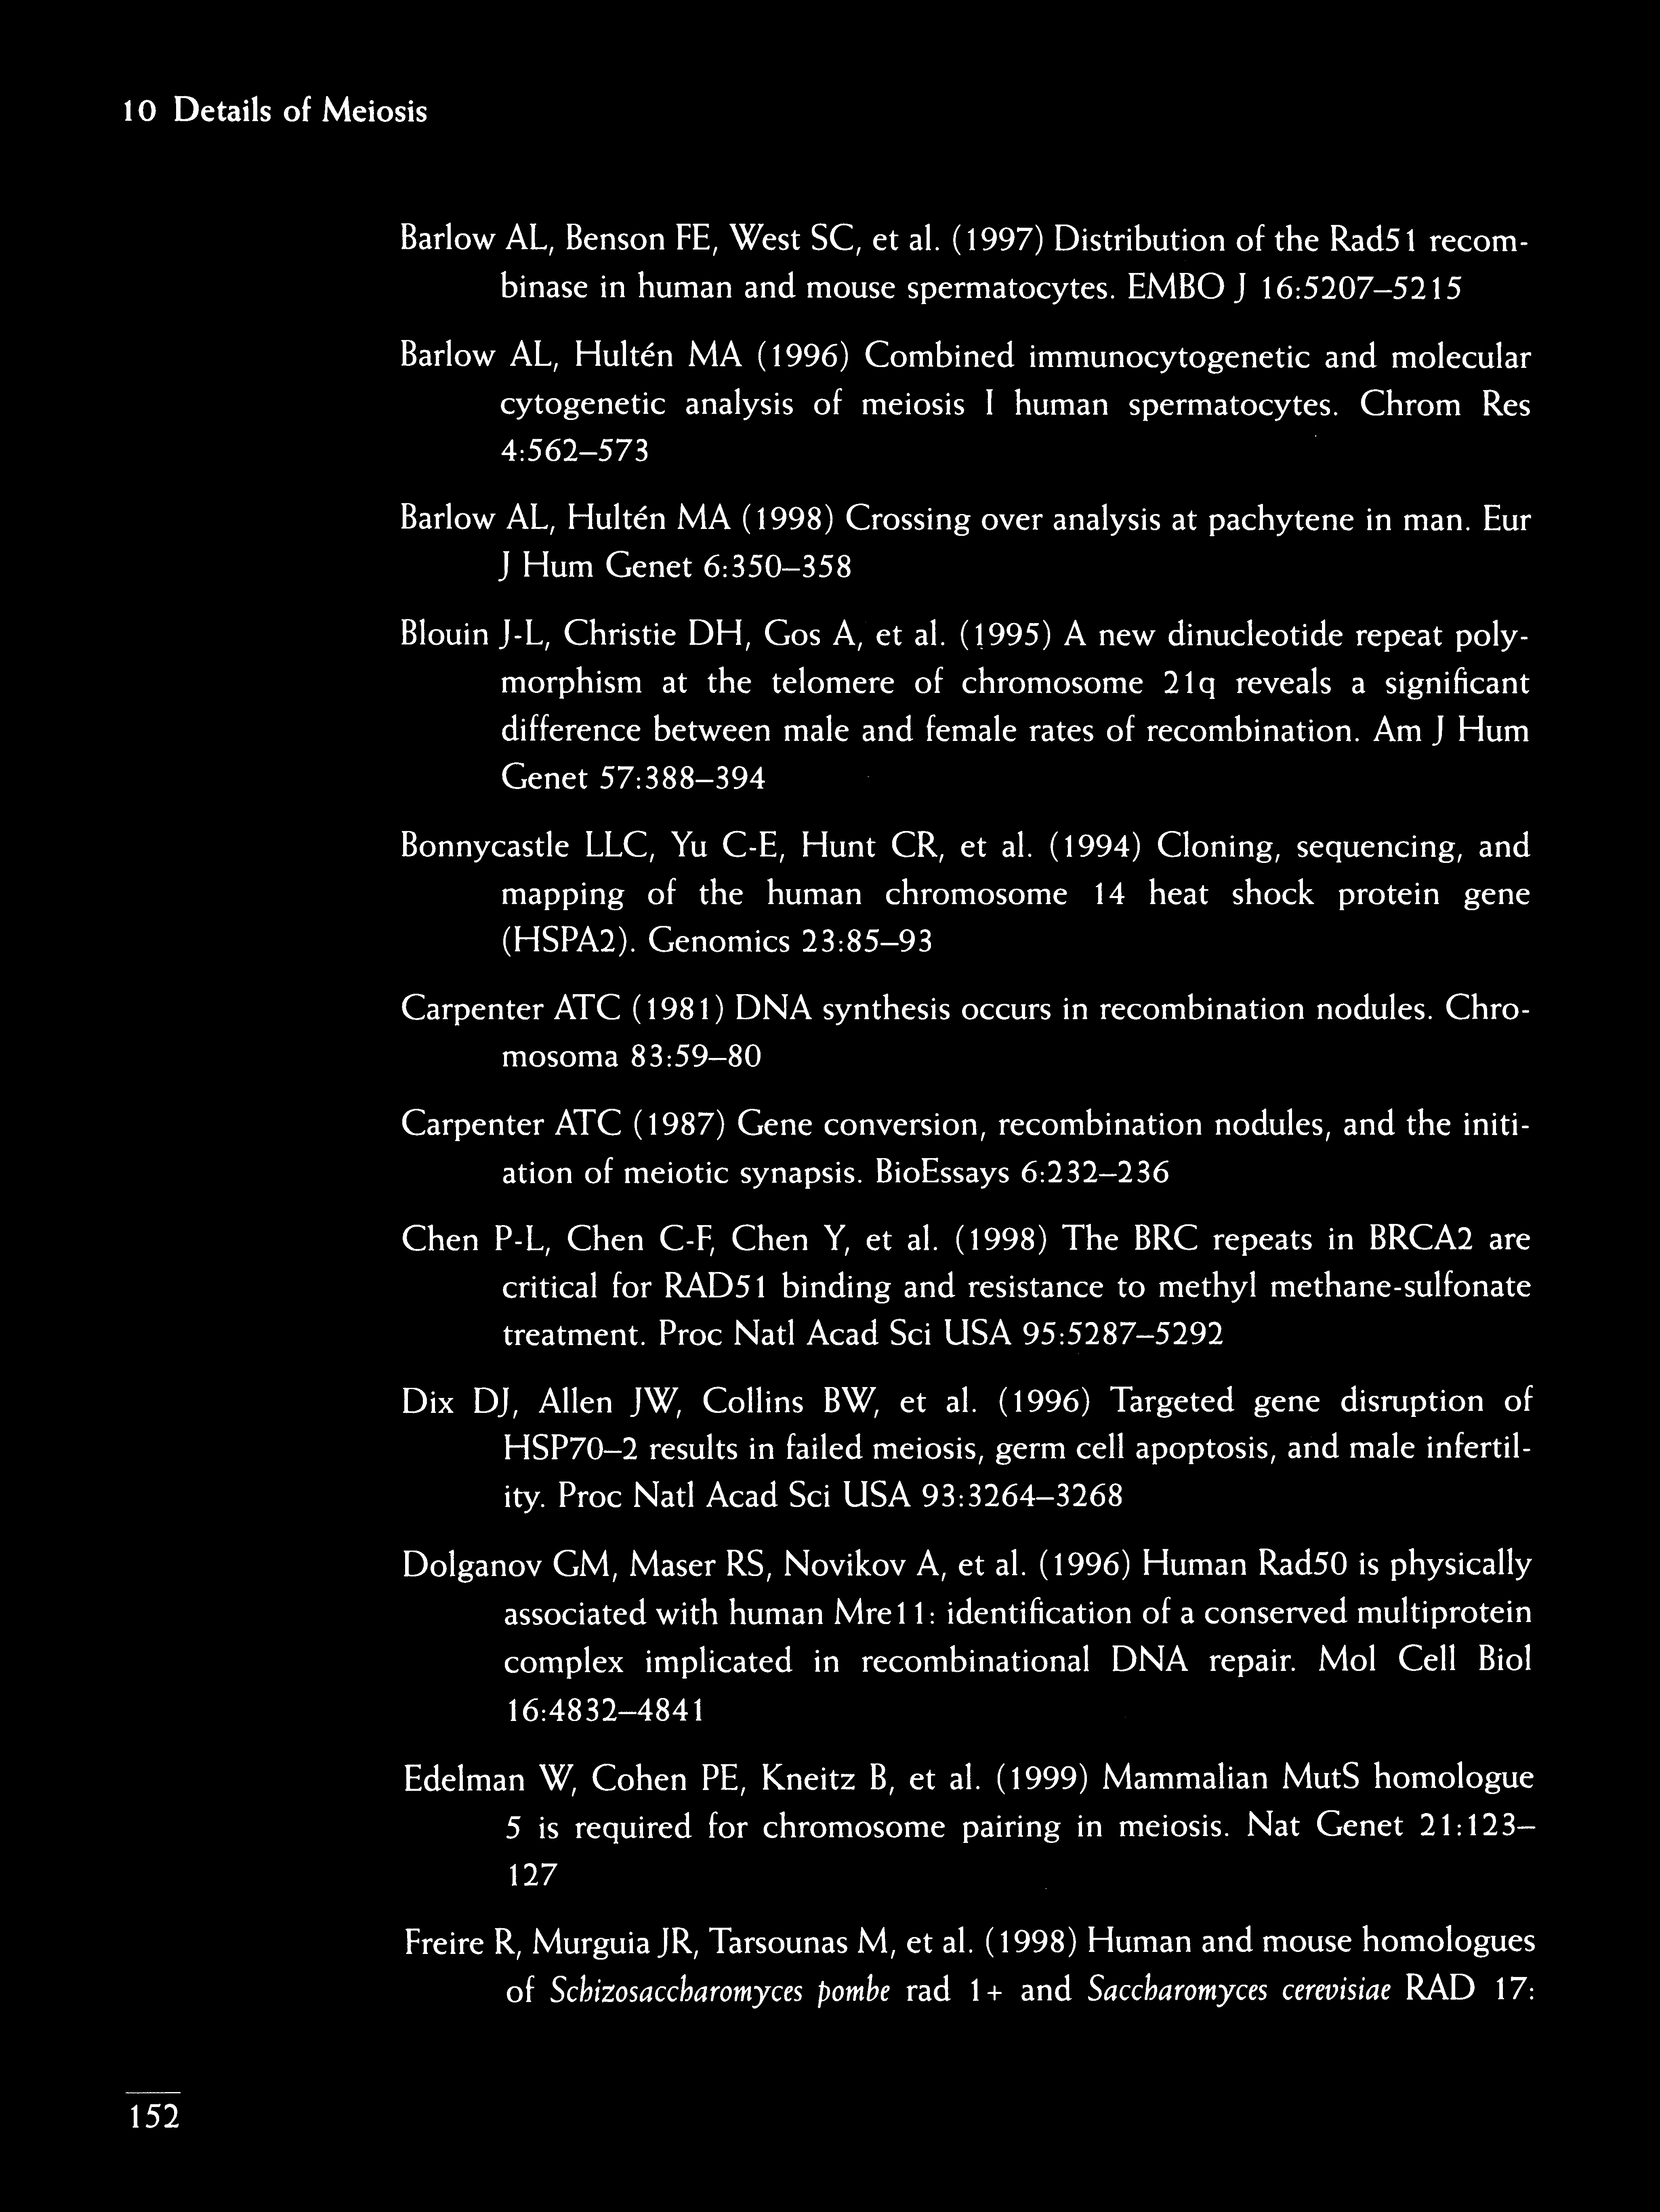 10 Details of Meiosis
Barlow AL, Benson FE, West SC, et al. (1997) Distribution of the Rad51 recom-
binase in human and mouse spermatocytes. EMBO J 16:5207–5215
Barlow AL, Hultén MA (1996) Combined immunocytogenetic and molecular
cytogenetic analysis of meiosis I human spermatocytes. Chrom Res
4:562–573
Barlow AL, Hultén MA (1998) Crossing over analysis at pachytene in man. Eur
J Hum Genet 6:350–358
Blouin J-L, Christie DH, Gos A, et al. (1995) A new dinucleotide repeat poly-
morphism at the telomere of chromosome 21q reveals a significant
difference between male and female rates of recombination. Am J Hum
Genet 57:388–394
Bonnycastle LLC, Yu C-E, Hunt CR, et al. (1994) Cloning, sequencing, and
mapping of the human chromosome 14 heat shock protein gene
(HSPA2). Genomics 23:85–93
Carpenter ATC (1981) DNA synthesis occurs in recombination nodules. Chro-
mosoma 83:59–80
Carpenter ATC (1987) Gene conversion, recombination nodules, and the initi-
ation of meiotic synapsis. BioEssays 6:232–236
Chen P-L, Chen C-F, Chen Y, et al. (1998) The BRC repeats in BRCA2 are
critical for RAD51 binding and resistance to methyl methane-sulfonate
treatment. Proc Natl Acad Sci USA 95:5287–5292
Dix DJ, Allen JW, Collins BW, et al. (1996) Targeted gene disruption of
HSP70–2 results in failed meiosis, germ cell apoptosis, and male infertil-
ity. Proc Natl Acad Sci USA 93:3264–3268
Dolganov GM, Maser RS, Novikov A, et al. (1996) Human Rad50 is physically
associated with human Mre11: identification of a conserved multiprotein
complex implicated in recombinational DNA repair. Mol Cell Biol
16:4832–4841
Edelman W, Cohen PE, Kneitz B, et al. (1999) Mammalian MutS homologue
5 is required for chromosome pairing in meiosis. Nat Genet 21:123–
127
Freire R, Murguia JR, Tarsounas M, et al. (1998) Human and mouse homologues
of Schizosaccharomyces pombe rad 1+ and Saccharomyces cerevisiae RAD 17:
152